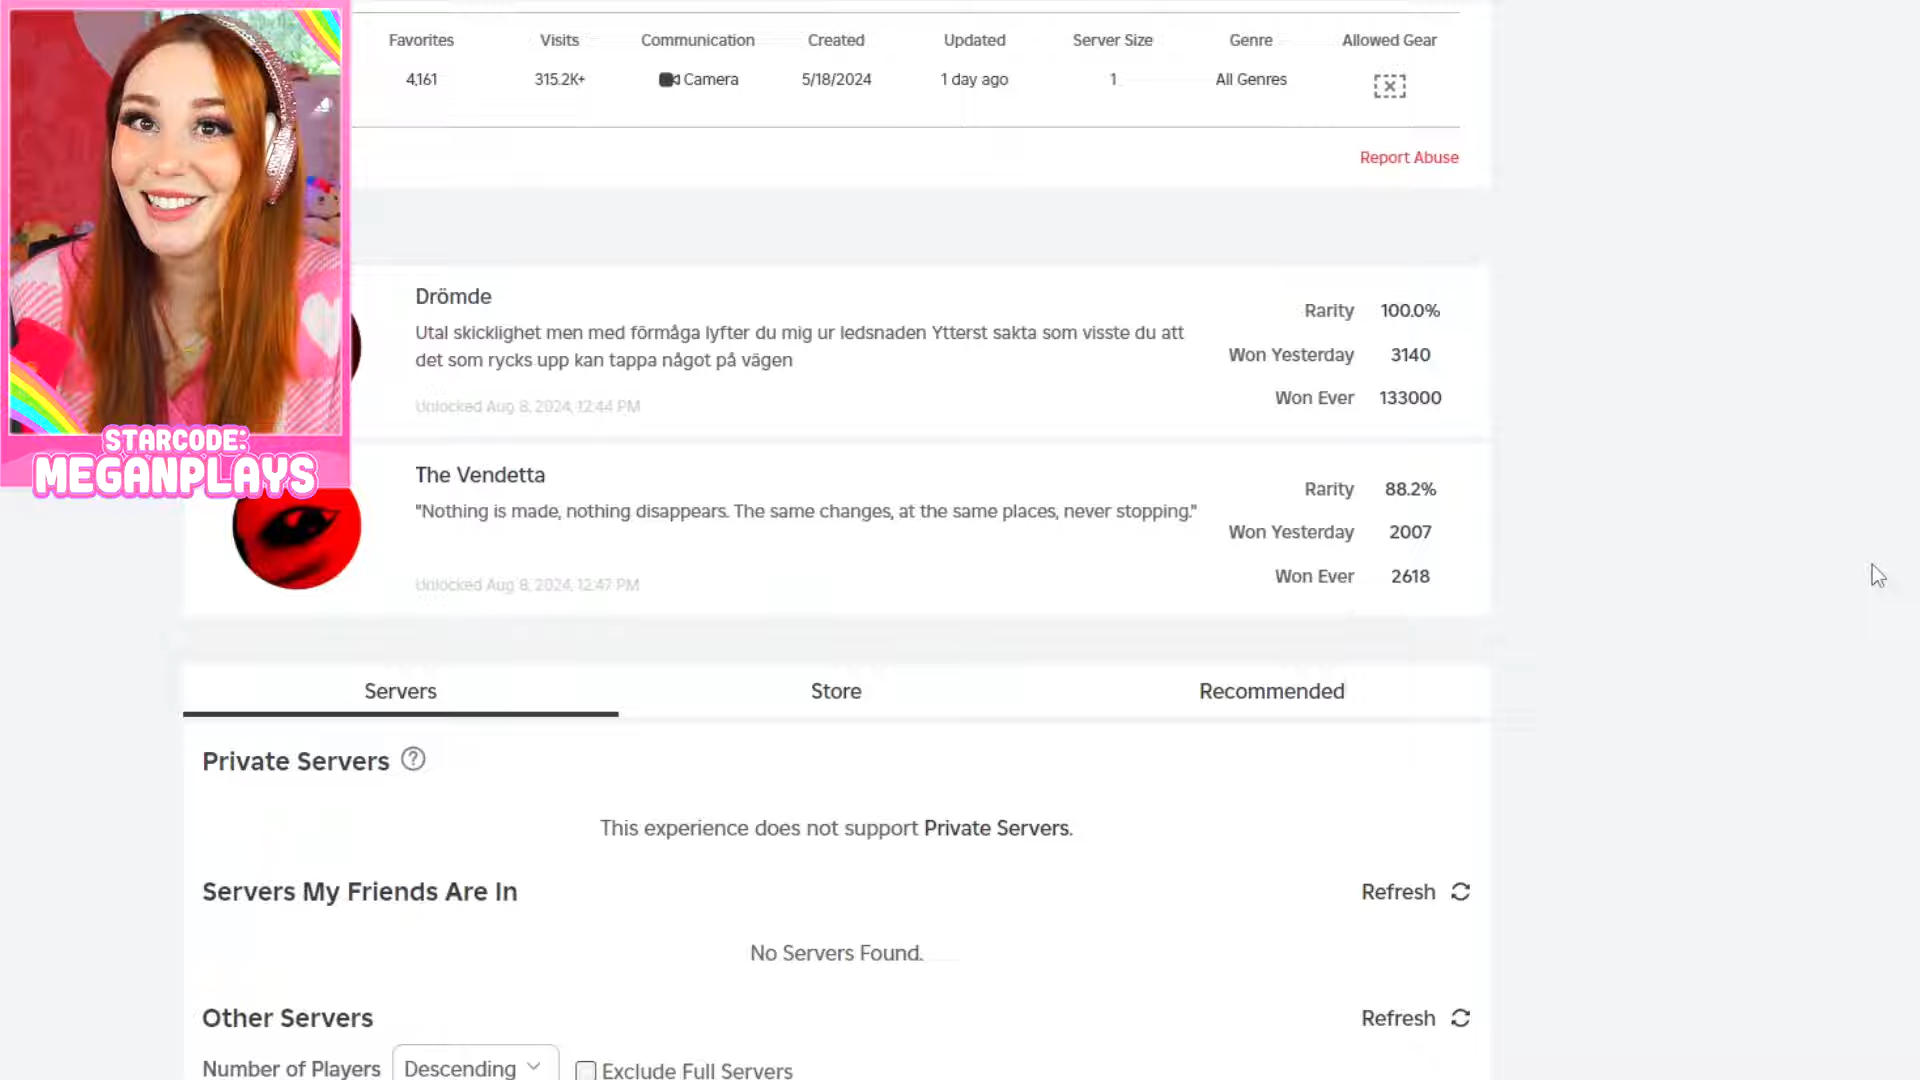 Favorites Visits Communication Created Updated Server Size Genre Allowed Gear
4,161 315.2K+ Camera 5/18/2024 1 day ago 1 All Genres
Report Abuse
Drömde
Utal skicklighet men med förmåga lyfter du mig ur ledsnaden Ytterst sakta som visste du att
det som rycks upp kan tappa något på vägen
Unlocked Aug 8, 2024, 12:44 PM
Rarity 100.0%
Won Yesterday 3140
Won Ever 133000
STARCODE:
MEGANPLAYS
The Vendetta
"Nothing is made, nothing disappears. The same changes, at the same places, never stopping."
Unlocked Aug 8, 2024, 12:47 PM
Rarity 88.2%
Won Yesterday 2007
Won Ever 2618
Servers Store Recommended
Private Servers ?
This experience does not support Private Servers.
Servers My Friends Are In Refresh
No Servers Found.
Other Servers Refresh
Number of Players Descending Exclude Full Servers